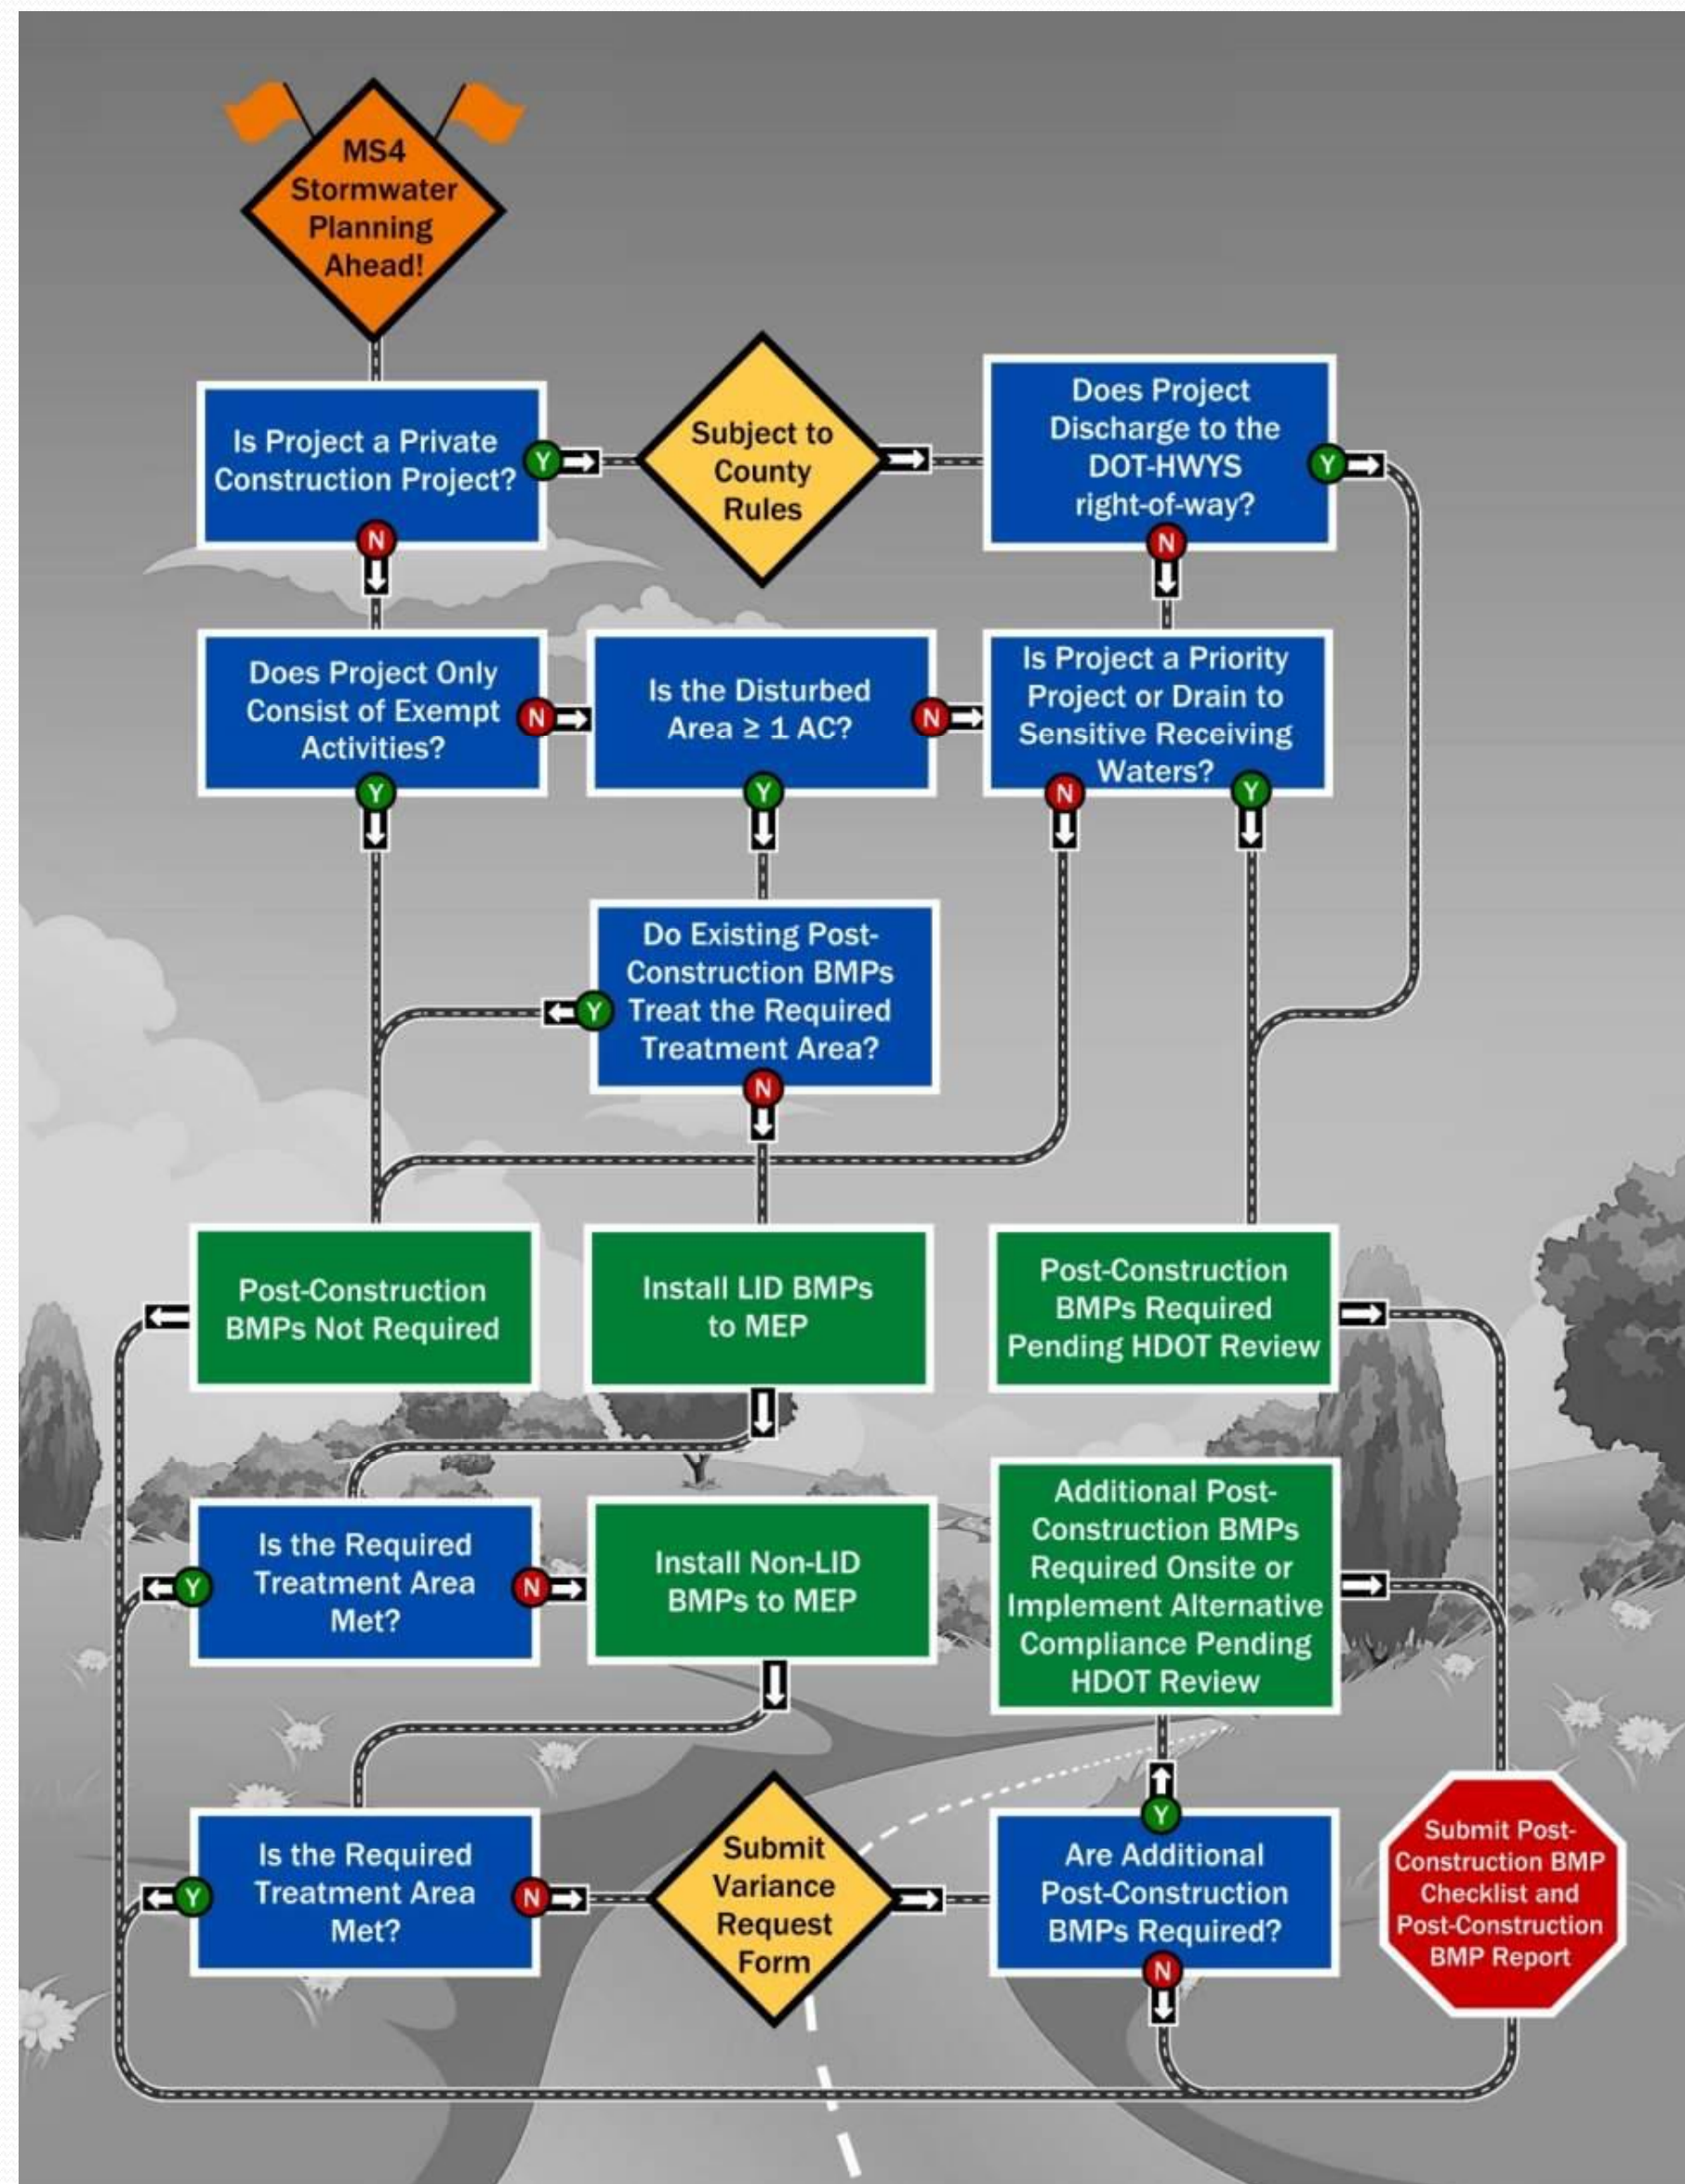 MS4
Stormwater
Planning
Ahead!
Is Project a Private
Construction Project?
Y
N
Subject to
County
Rules
Does Project
Discharge to the
DOT-HWYS
right-of-way?
Y
N
Does Project Only
Consist of Exempt
Activities?
N
Y
Is the Disturbed
Area ≥ 1 AC?
N
Y
Is Project a Priority
Project or Drain to
Sensitive Receiving
Waters?
N
Y
Do Existing Post-
Construction BMPs
Treat the Required
Treatment Area?
Y
N
Post-Construction
BMPs Not Required
Install LID BMPs
to MEP
Post-Construction
BMPs Required
Pending HDOT Review
Is the Required
Treatment Area
Met?
Y
N
Install Non-LID
BMPs to MEP
Additional Post-
Construction BMPs
Required Onsite or
Implement Alternative
Compliance Pending
HDOT Review
Is the Required
Treatment Area
Met?
Y
N
Submit
Variance
Request
Form
Y
Are Additional
Post-Construction
BMPs Required?
N
Submit Post-
Construction BMP
Checklist and
Post-Construction
BMP Report